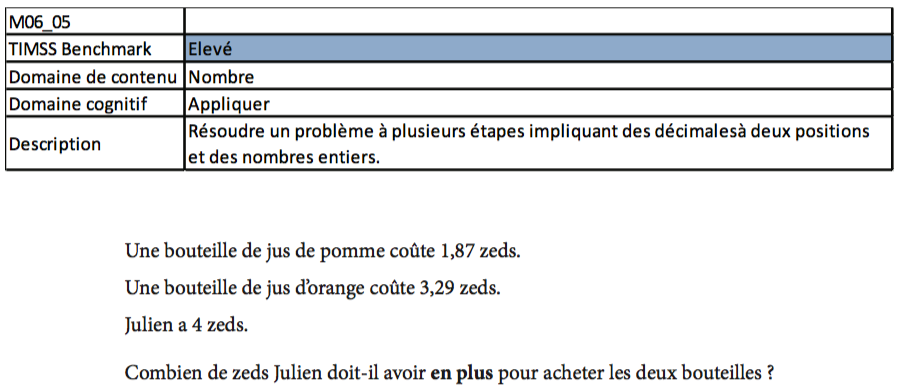 M06_05
TIMSS Benchmark Elevé
Domaine de contenu Nombre
Domaine cognitif Appliquer
Description Résoudre un problème à plusieurs étapes impliquant des décimalesà deux positions
et des nombres entiers.
Une bouteille de jus de pomme coûte 1,87 zeds.
Une bouteille de jus d’orange coûte 3,29 zeds.
Julien a 4 zeds.
Combien de zeds Julien doit-il avoir en plus pour acheter les deux bouteilles ?